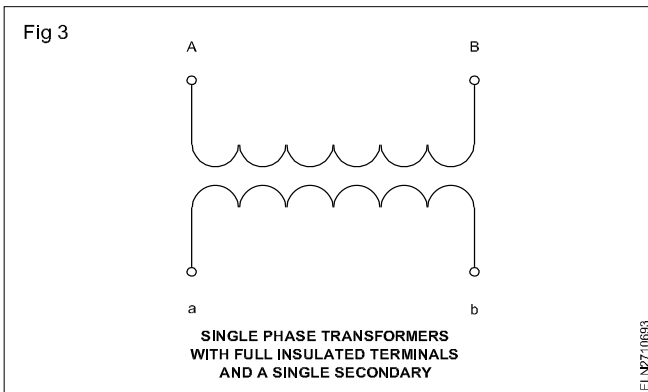 Fig 3
A B
a b
SINGLE PHASE TRANSFORMERS
WITH FULL INSULATED TERMINALS
AND A SINGLE SECONDARY
ELN2710693